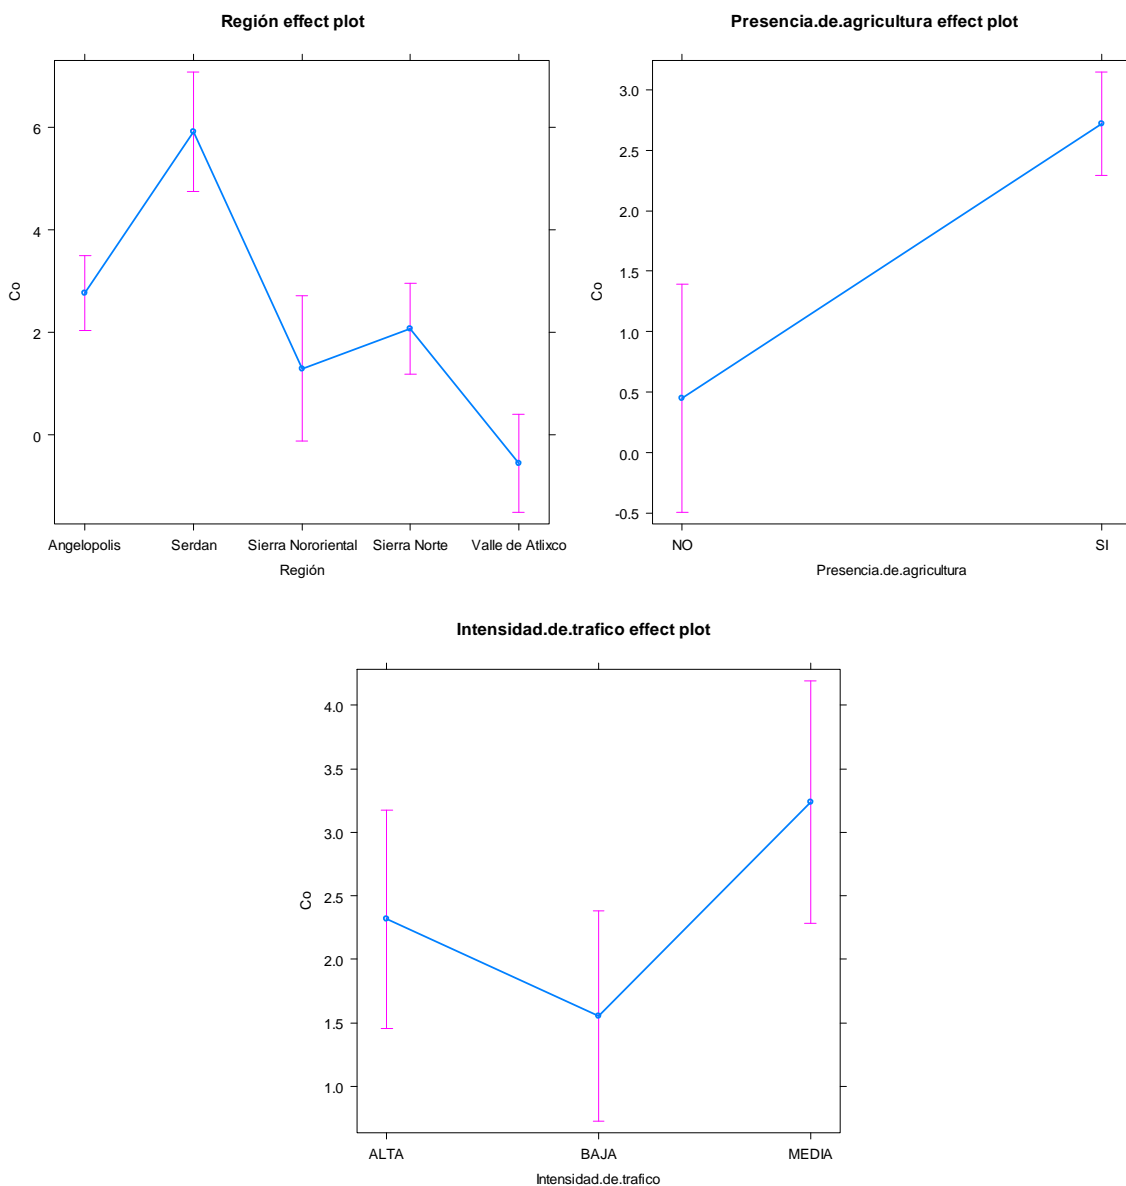 Región effect plot
Co
6
4
2
0
Angelopolis Serdan Sierra Nororiental Sierra Norte Valle de Atlixco
Región
Presencia.de.agricultura effect plot
Co
3.0
2.5
2.0
1.5
1.0
0.5
0.0
-0.5
NO SI
Presencia.de.agricultura
Intensidad.de.trafico effect plot
Co
4.0
3.5
3.0
2.5
2.0
1.5
1.0
ALTA BAJA MEDIA
Intensidad.de.trafico